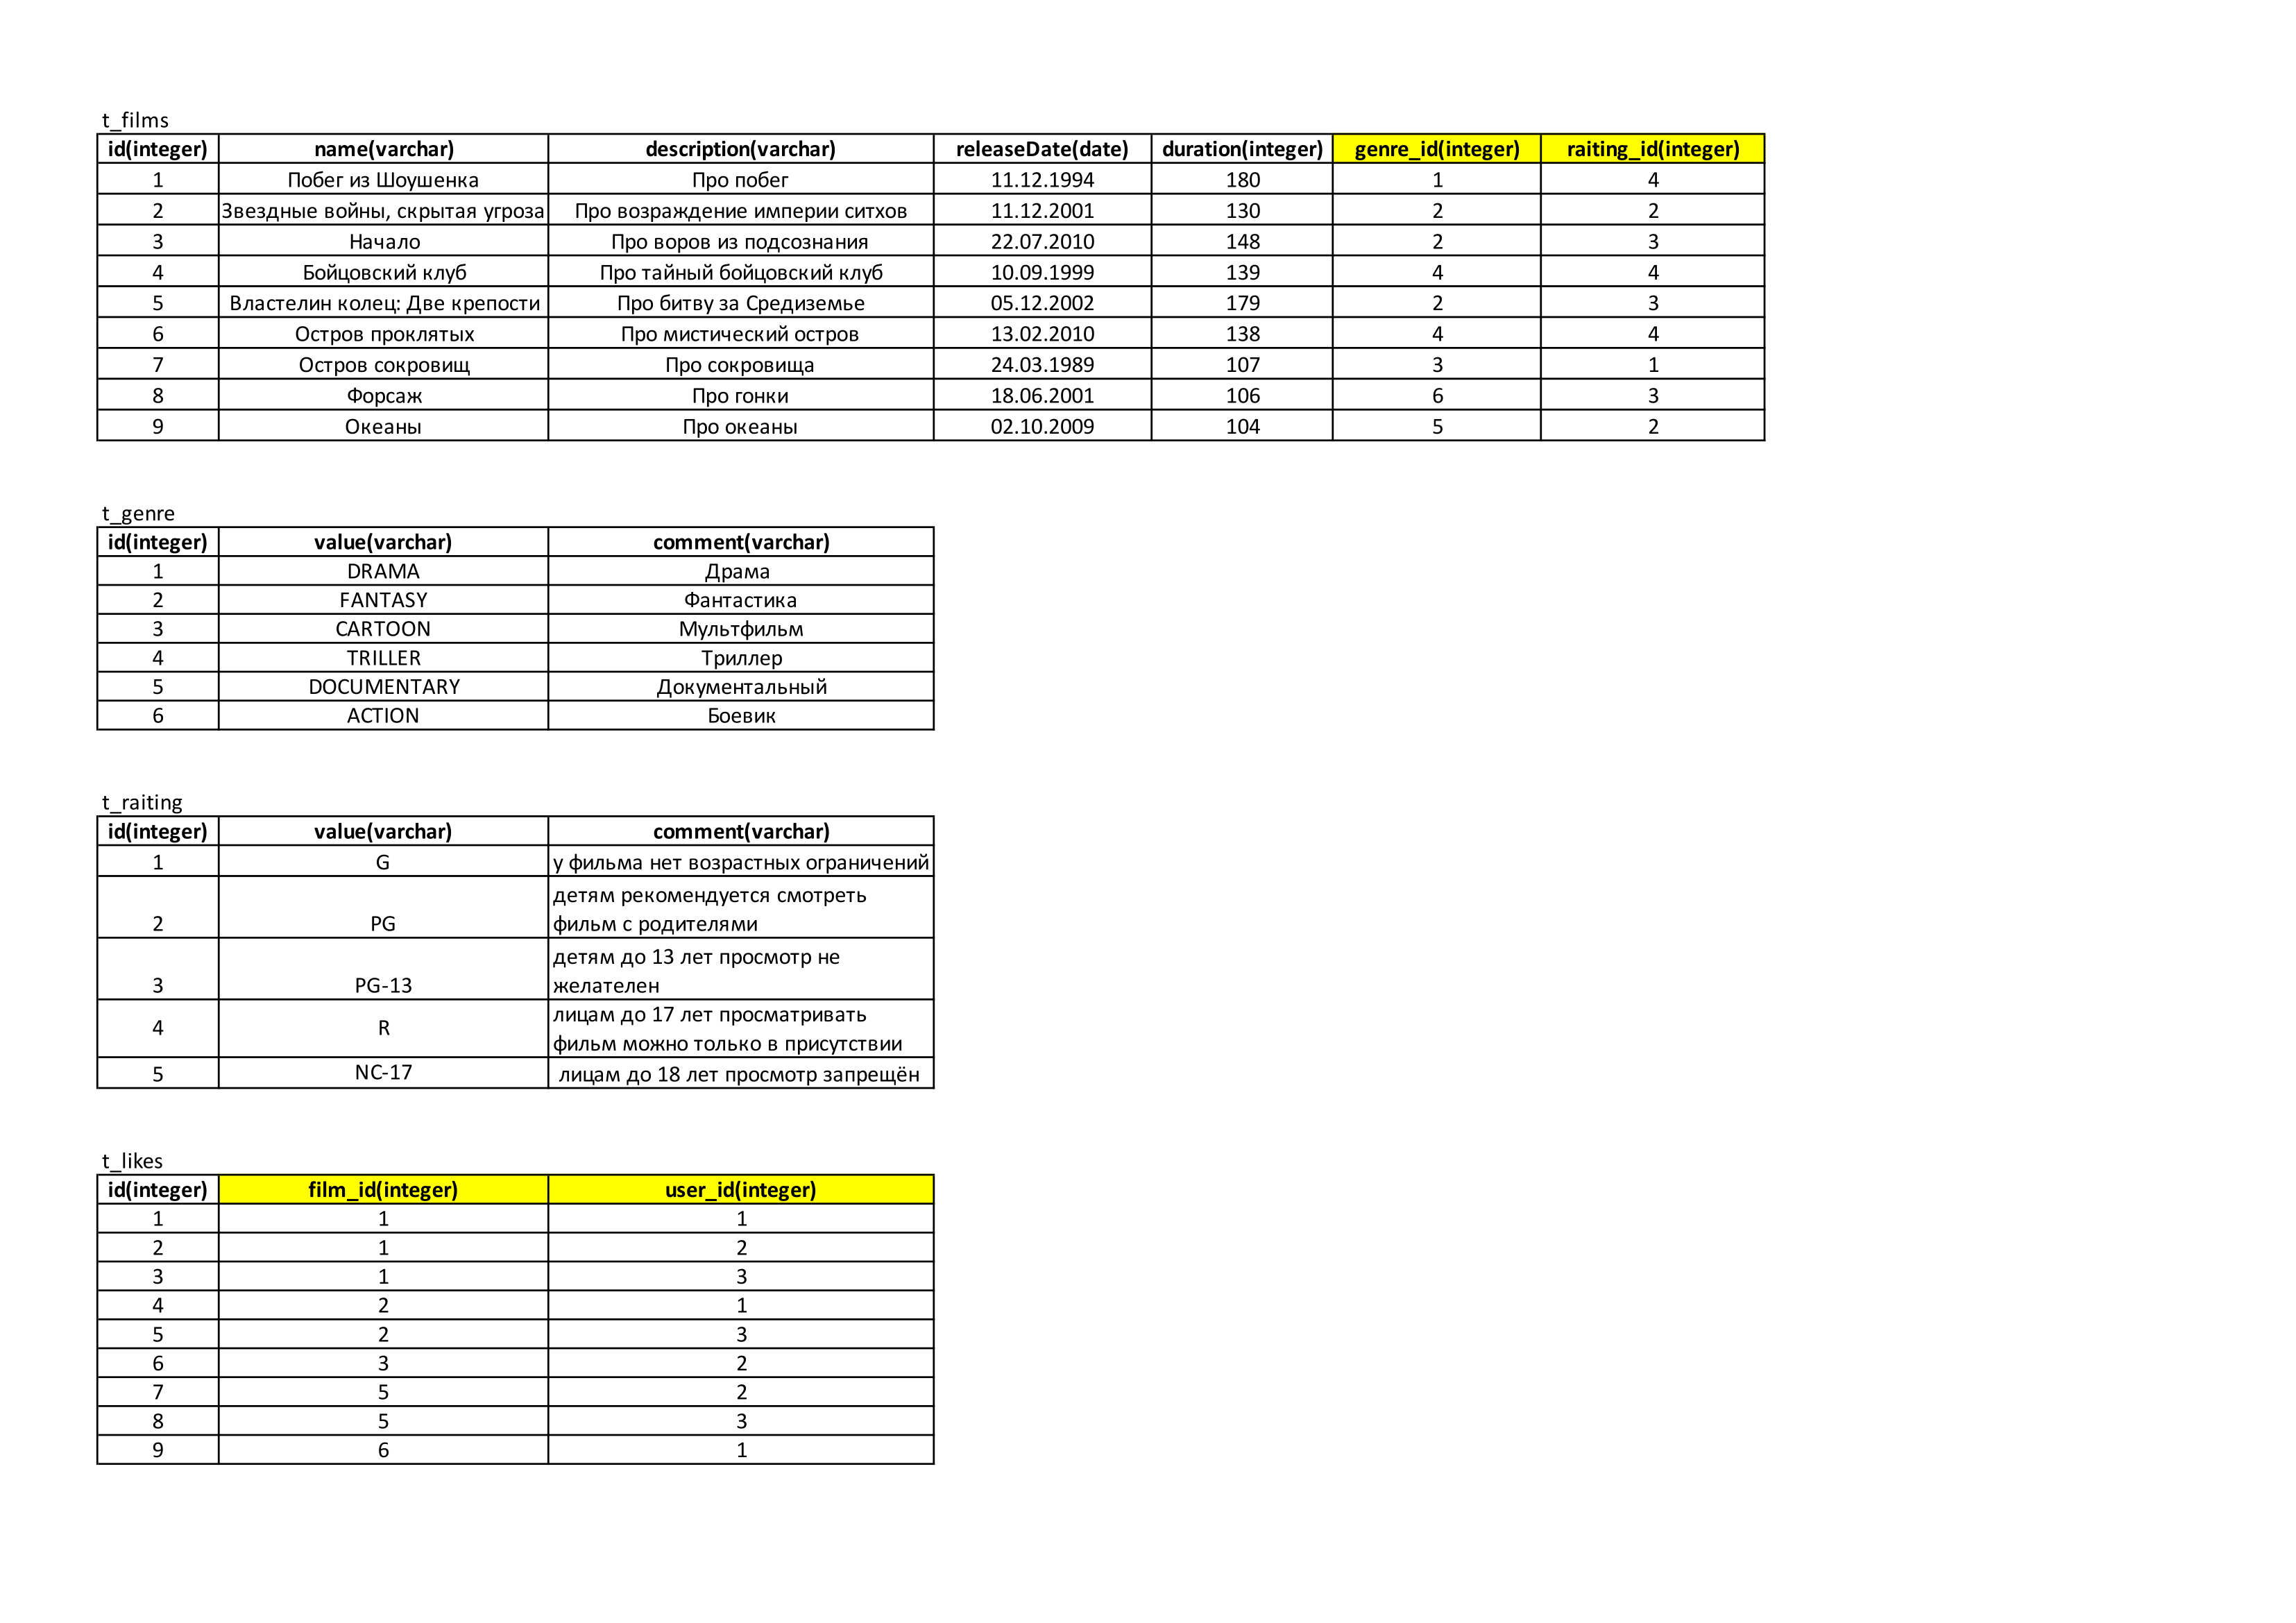 t_films
id(integer) name(varchar) description(varchar) releaseDate(date) duration(integer) genre_id(integer) raiting_id(integer)
1 Побег из Шоушенка Про побег 11.12.1994 180 1 4
2 Звездные войны, скрытая угроза Про возраждение империи ситхов 11.12.2001 130 2 2
3 Начало Про воров из подсознания 22.07.2010 148 2 3
4 Бойцовский клуб Про тайный бойцовский клуб 10.09.1999 139 4 4
5 Властелин колец: Две крепости Про битву за Средиземье 05.12.2002 179 2 3
6 Остров проклятых Про мистический остров 13.02.2010 138 4 4
7 Остров сокровищ Про сокровища 24.03.1989 107 3 1
8 Форсаж Про гонки 18.06.2001 106 6 3
9 Океаны Про океаны 02.10.2009 104 5 2
t_genre
id(integer) value(varchar) comment(varchar)
1 DRAMA Драма
2 FANTASY Фантастика
3 CARTOON Мультфильм
4 TRILLER Триллер
5 DOCUMENTARY Документальный
6 ACTION Боевик
t_raiting
id(integer) value(varchar) comment(varchar)
1 G у фильма нет возрастных ограничений
детям рекомендуется смотреть
2 PG фильм с родителями
детям до 13 лет просмотр не
3 PG-13 желателен
лицам до 17 лет просматривать
4 R
фильм можно только в присутствии
5 NC-17 лицам до 18 лет просмотр запрещён
t_likes
id(integer) film_id(integer) user_id(integer)
1 1 1
2 1 2
3 1 3
4 2 1
5 2 3
6 3 2
7 5 2
8 5 3
9 6 1